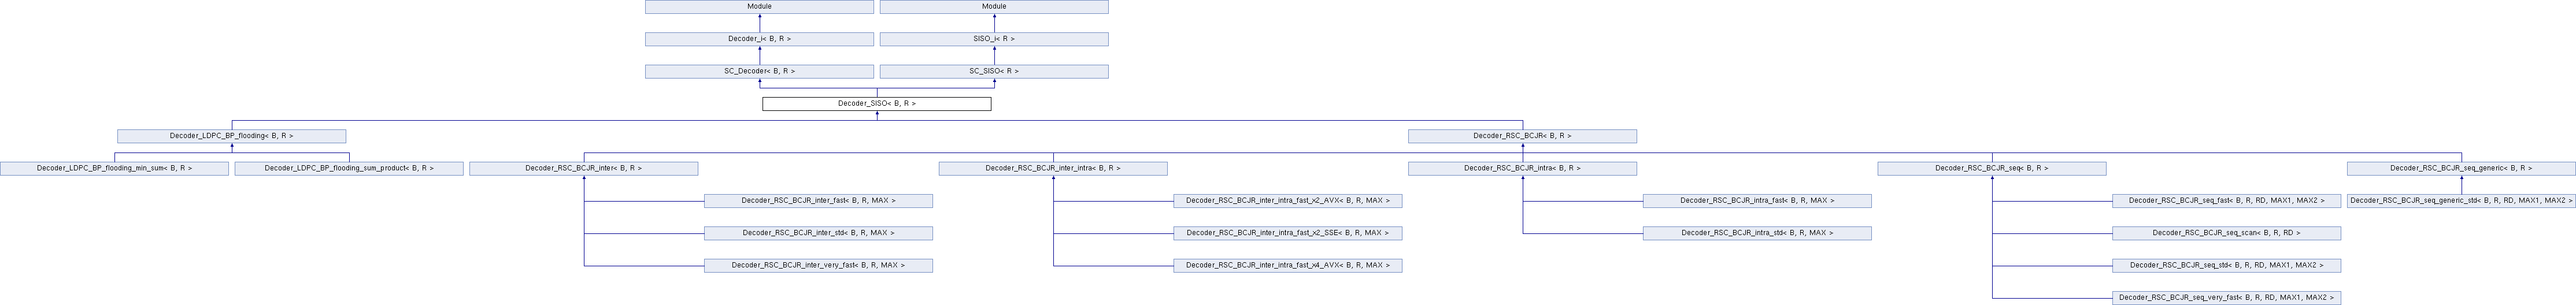 Module
Module
Decoder_i< B, R >
SISO_i< R >
SC_Decoder< B, R >
SC_SISO< R >
Decoder_SISO< B, R >
Decoder_LDPC_BP_flooding< B, R >
Decoder_RSC_BCJR< B, R >
Decoder_LDPC_BP_flooding_min_sum< B, R >
Decoder_LDPC_BP_flooding_sum_product< B, R >
Decoder_RSC_BCJR_inter< B, R >
Decoder_RSC_BCJR_inter_intra< B, R >
Decoder_RSC_BCJR_intra< B, R >
Decoder_RSC_BCJR_seq< B, R >
Decoder_RSC_BCJR_seq_generic< B, R >
Decoder_RSC_BCJR_inter_fast< B, R, MAX >
Decoder_RSC_BCJR_inter_intra_fast_x2_AVX< B, R, MAX >
Decoder_RSC_BCJR_intra_fast< B, R, MAX >
Decoder_RSC_BCJR_seq_fast< B, R, RD, MAX1, MAX2 >
Decoder_RSC_BCJR_seq_generic_std< B, R, RD, MAX1, MAX2 >
Decoder_RSC_BCJR_inter_std< B, R, MAX >
Decoder_RSC_BCJR_inter_intra_fast_x2_SSE< B, R, MAX >
Decoder_RSC_BCJR_intra_std< B, R, MAX >
Decoder_RSC_BCJR_seq_scan< B, R, RD >
Decoder_RSC_BCJR_inter_very_fast< B, R, MAX >
Decoder_RSC_BCJR_inter_intra_fast_x4_AVX< B, R, MAX >
Decoder_RSC_BCJR_seq_std< B, R, RD, MAX1, MAX2 >
Decoder_RSC_BCJR_seq_very_fast< B, R, RD, MAX1, MAX2 >